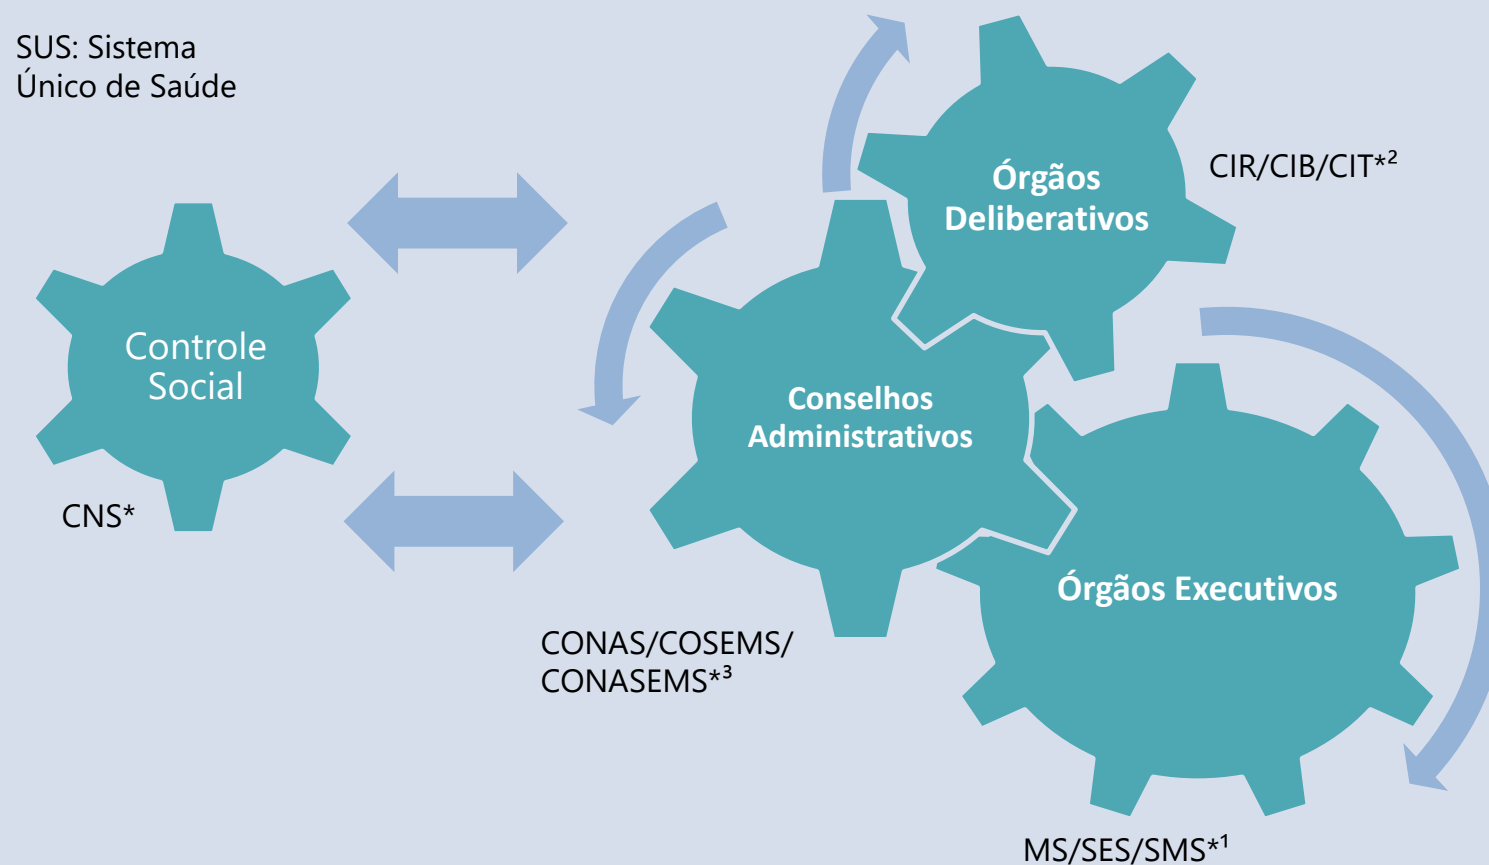 SUS: Sistema
Único de Saúde
Controle
Social
CNS*
Órgãos
Deliberativos
CIR/CIB/CIT*²
Conselhos
Administrativos
CONAS/COSEMS/
CONASEMS*³
Órgãos Executivos
MS/SES/SMS*¹